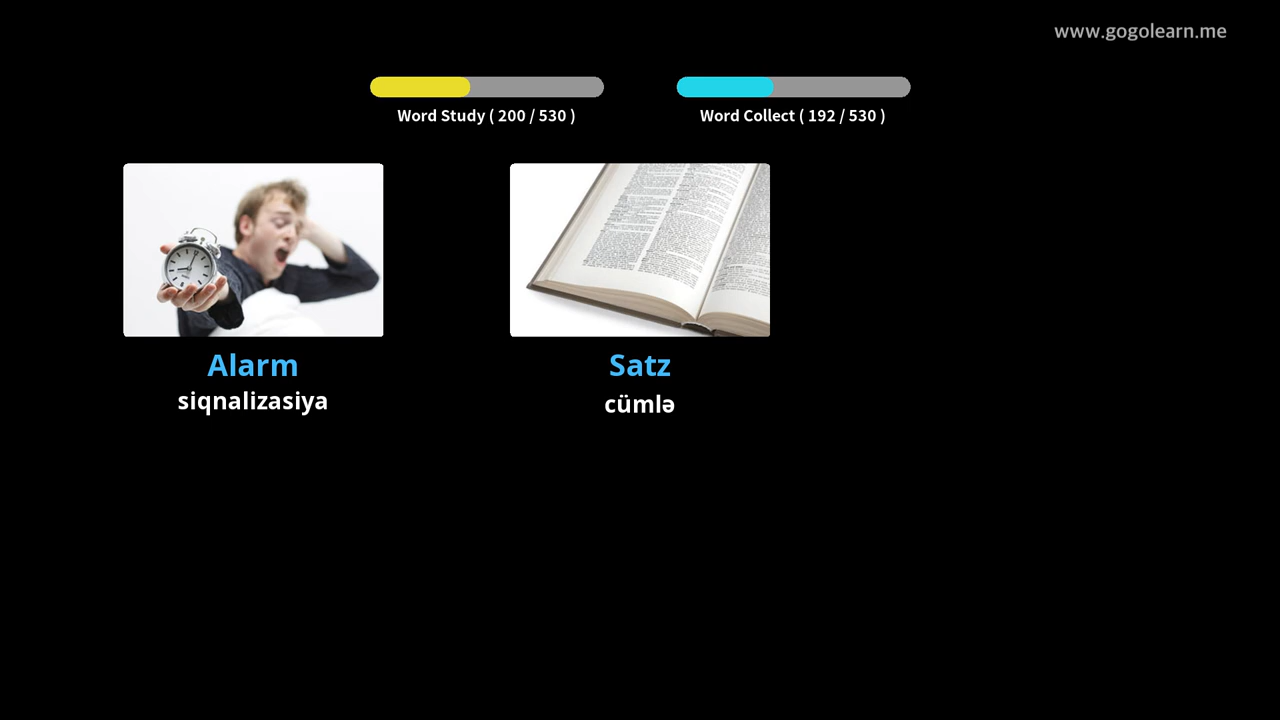 www.gogolearn.me
Word Study ( 200 / 530 )
Word Collect ( 192 / 530 )
Alarm
siqnalizasiya
Satz
cümlə